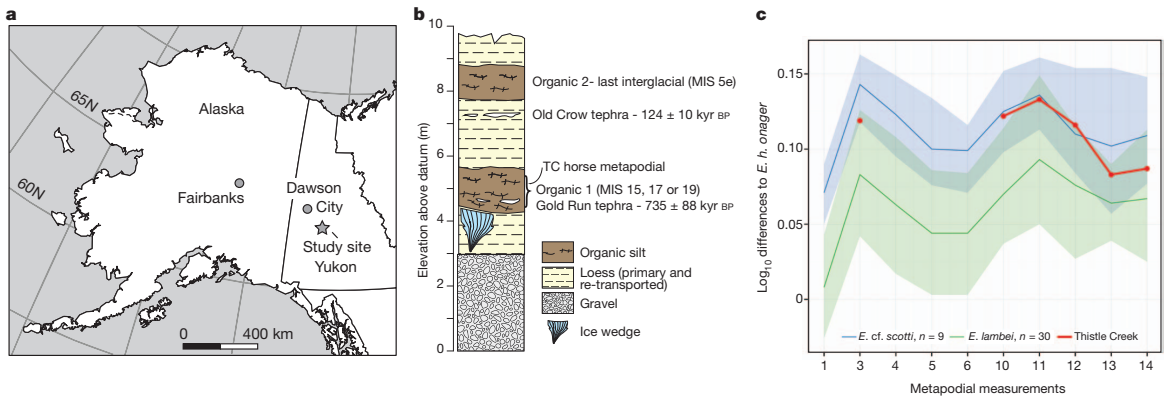 a
65N
60N
Alaska
Fairbanks
Dawson
City
Study site
Yukon
0 400 km
b
Elevation above datum (m)
10
8
6
4
2
0
Organic 2- last interglacial (MIS 5e)
Old Crow tephra - 124 ± 10 kyr BP
TC horse metapodial
Organic 1 (MIS 15, 17 or 19)
Gold Run tephra - 735 ± 88 kyr BP
Organic silt
Loess (primary and
re-transported)
Gravel
Ice wedge
c
Log10 differences to E. h. onager
0.15
0.10
0.05
0
E. cf. scotti, n = 9 E. lambei, n = 30 Thistle Creek
1 3 4 5 6 10 11 12 13 14
Metapodial measurements